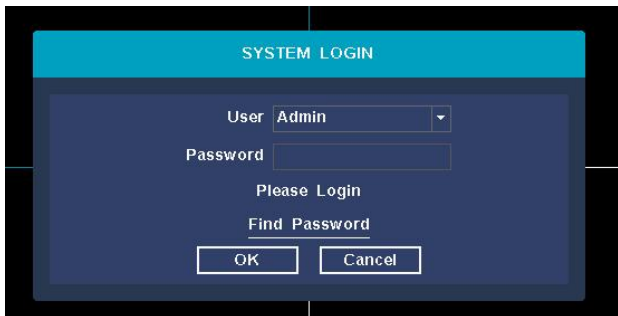 SYSTEM LOGIN
User Admin
Password
Please Login
Find Password
OK Cancel